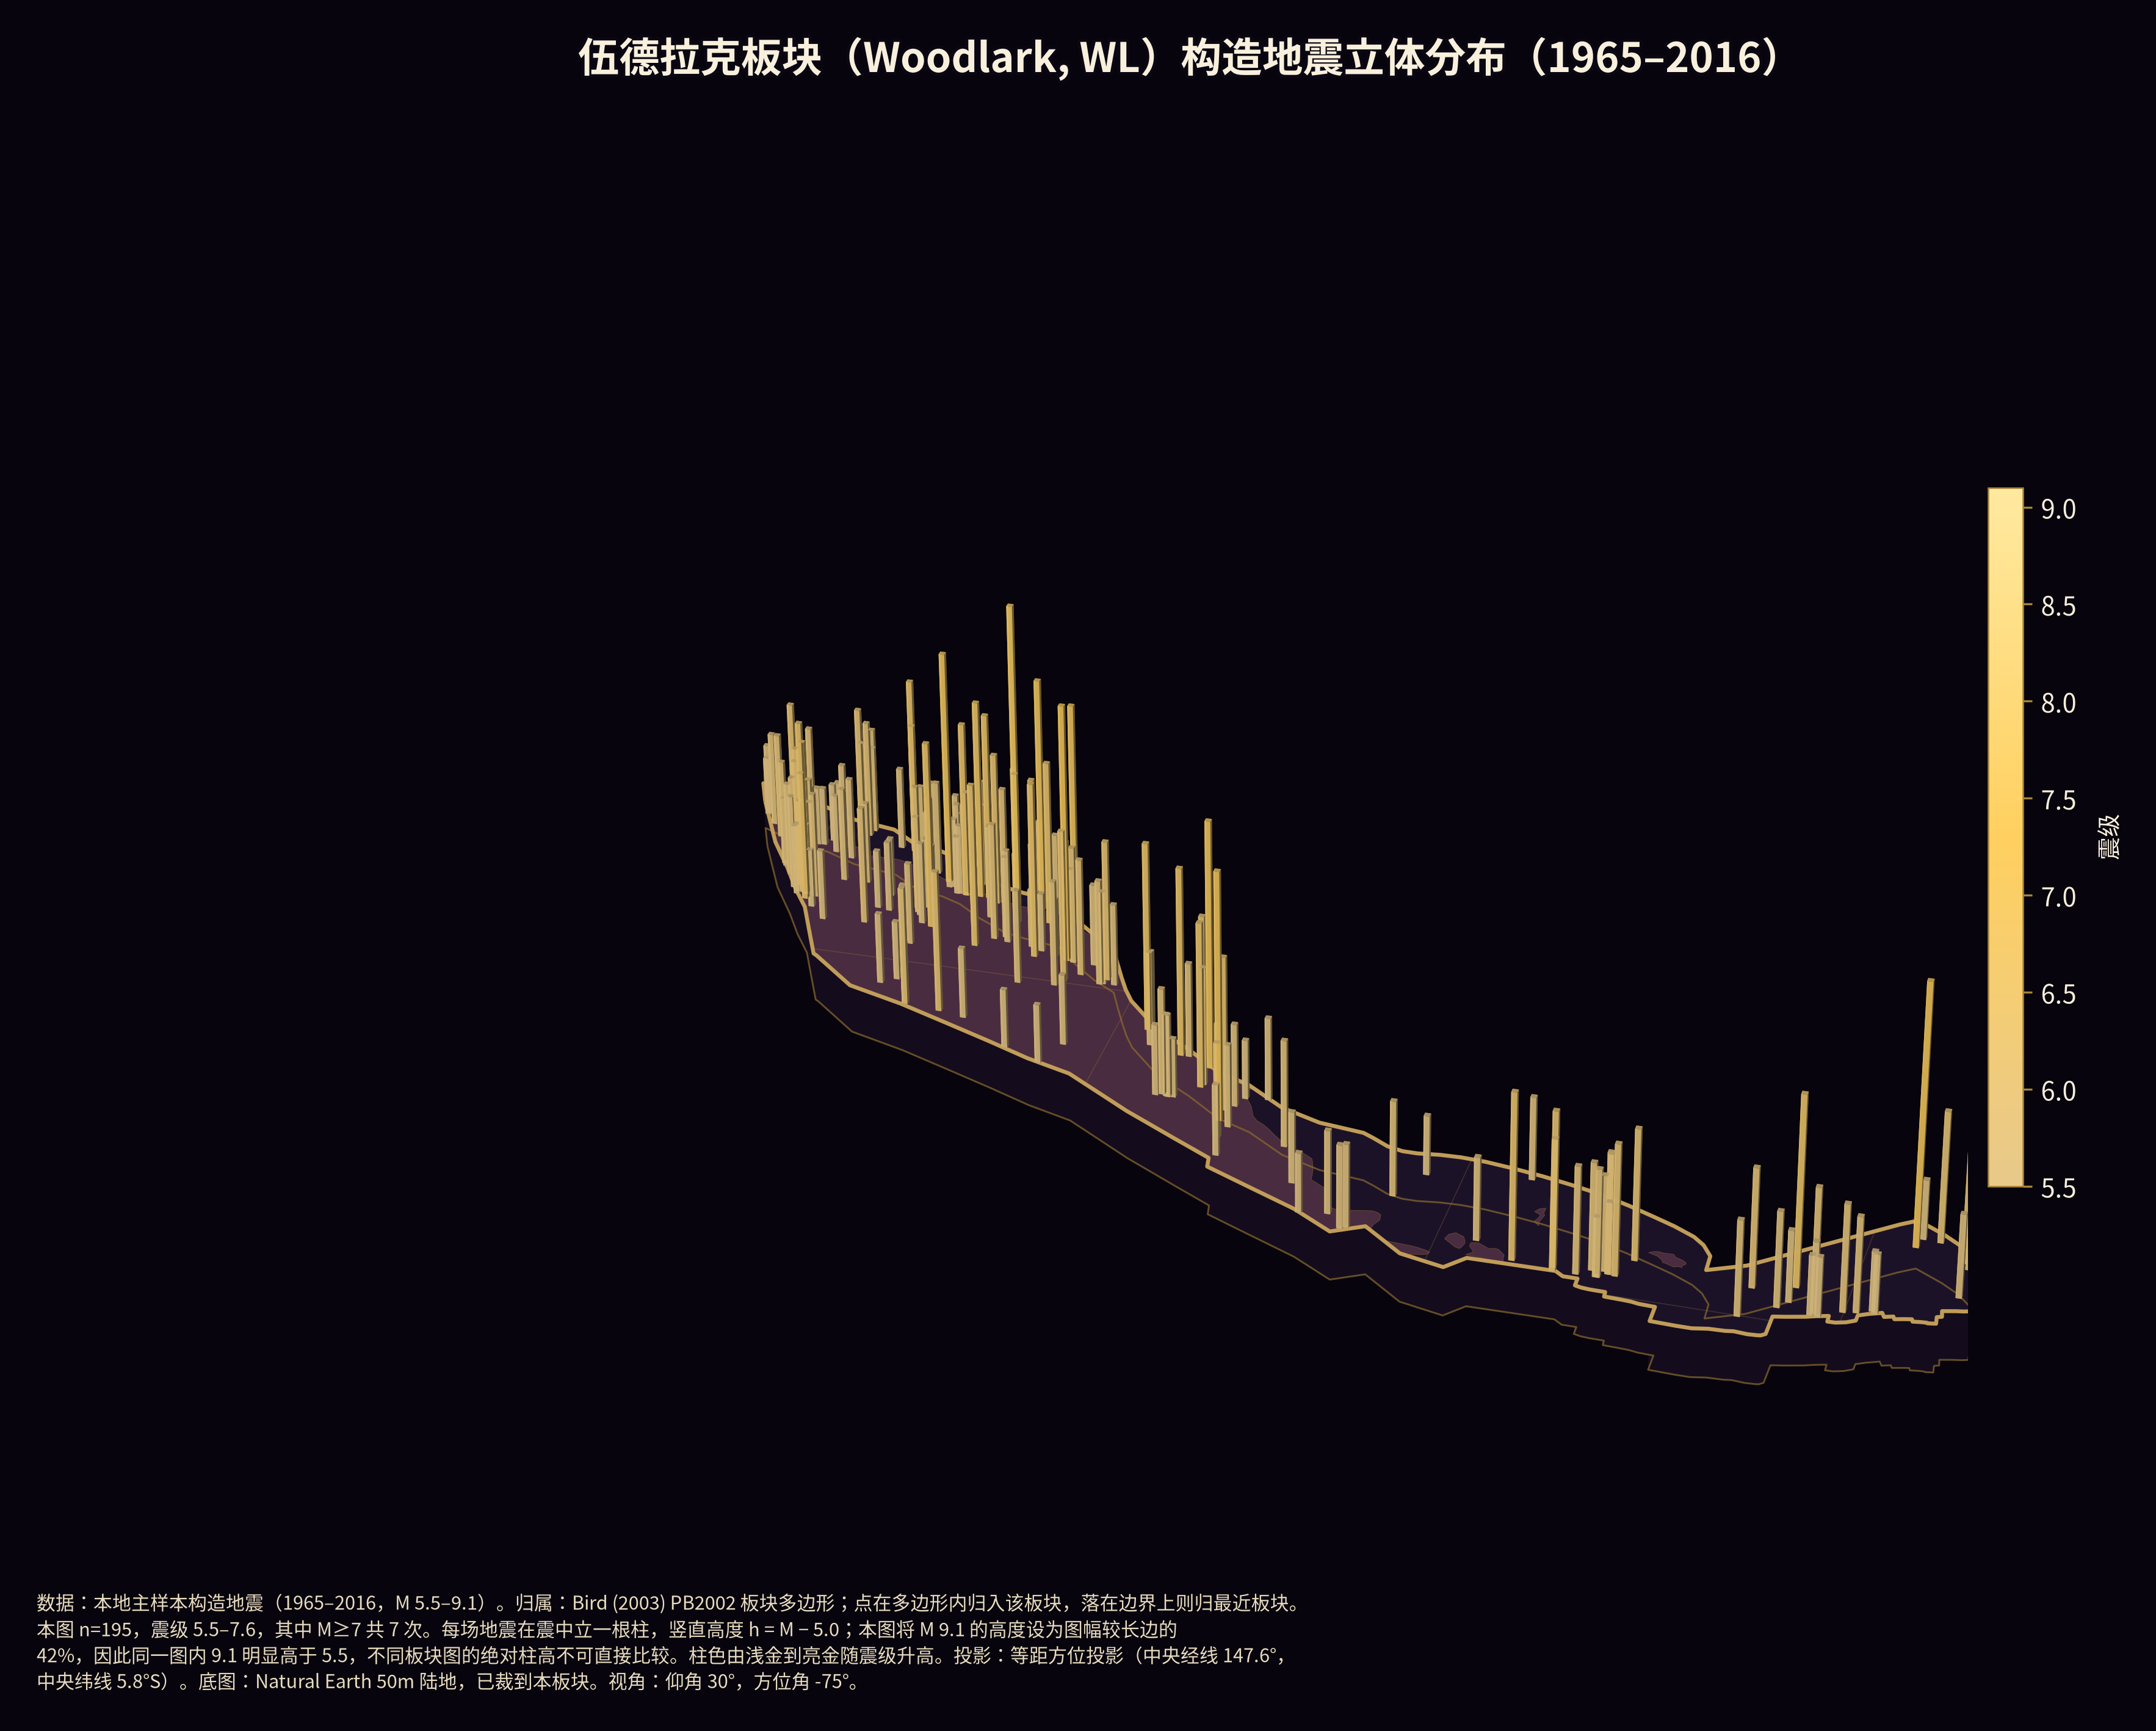 伍德拉克板块（Woodlark, WL）构造地震立体分布（1965–2016）
9.0
8.5
8.0
7.5
7.0
6.5
6.0
5.5
震级
数据：本地主样本构造地震（1965–2016，M 5.5–9.1）。归属：Bird (2003) PB2002 板块多边形；点在多边形内归入该板块，落在边界上则归最近板块。
本图 n=195，震级 5.5–7.6，其中 M≥7 共 7 次。每场地震在震中立一根柱，竖直高度 h = M − 5.0；本图将 M 9.1 的高度设为图幅较长边的
42%，因此同一图内 9.1 明显高于 5.5，不同板块图的绝对柱高不可直接比较。柱色由浅金到亮金随震级升高。投影：等距方位投影（中央经线 147.6°，
中央纬线 5.8°S）。底图：Natural Earth 50m 陆地，已裁到本板块。视角：仰角 30°，方位角 -75°。